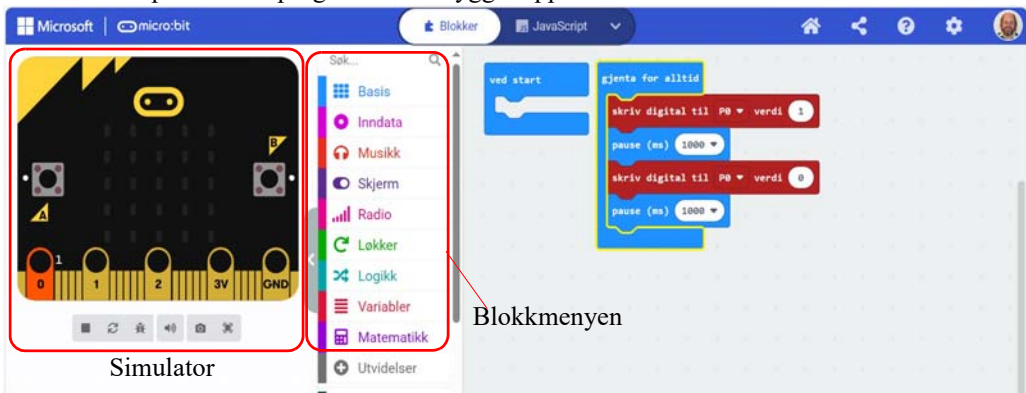 Microsoft micro:bit Blokker JavaScript
Søk...
Basis
Inndata
Musikk
Skjerm
Radio
Løkker
Logikk
Variabler
Matematikk
Utvidelser
ved start
gjenta for alltid
skriv digital til P0 verdi 1
pause (ms) 1000
skriv digital til P0 verdi 0
pause (ms) 1000
B
A
1
0 1 2 3V GND
Simulator
Blokkmenyen